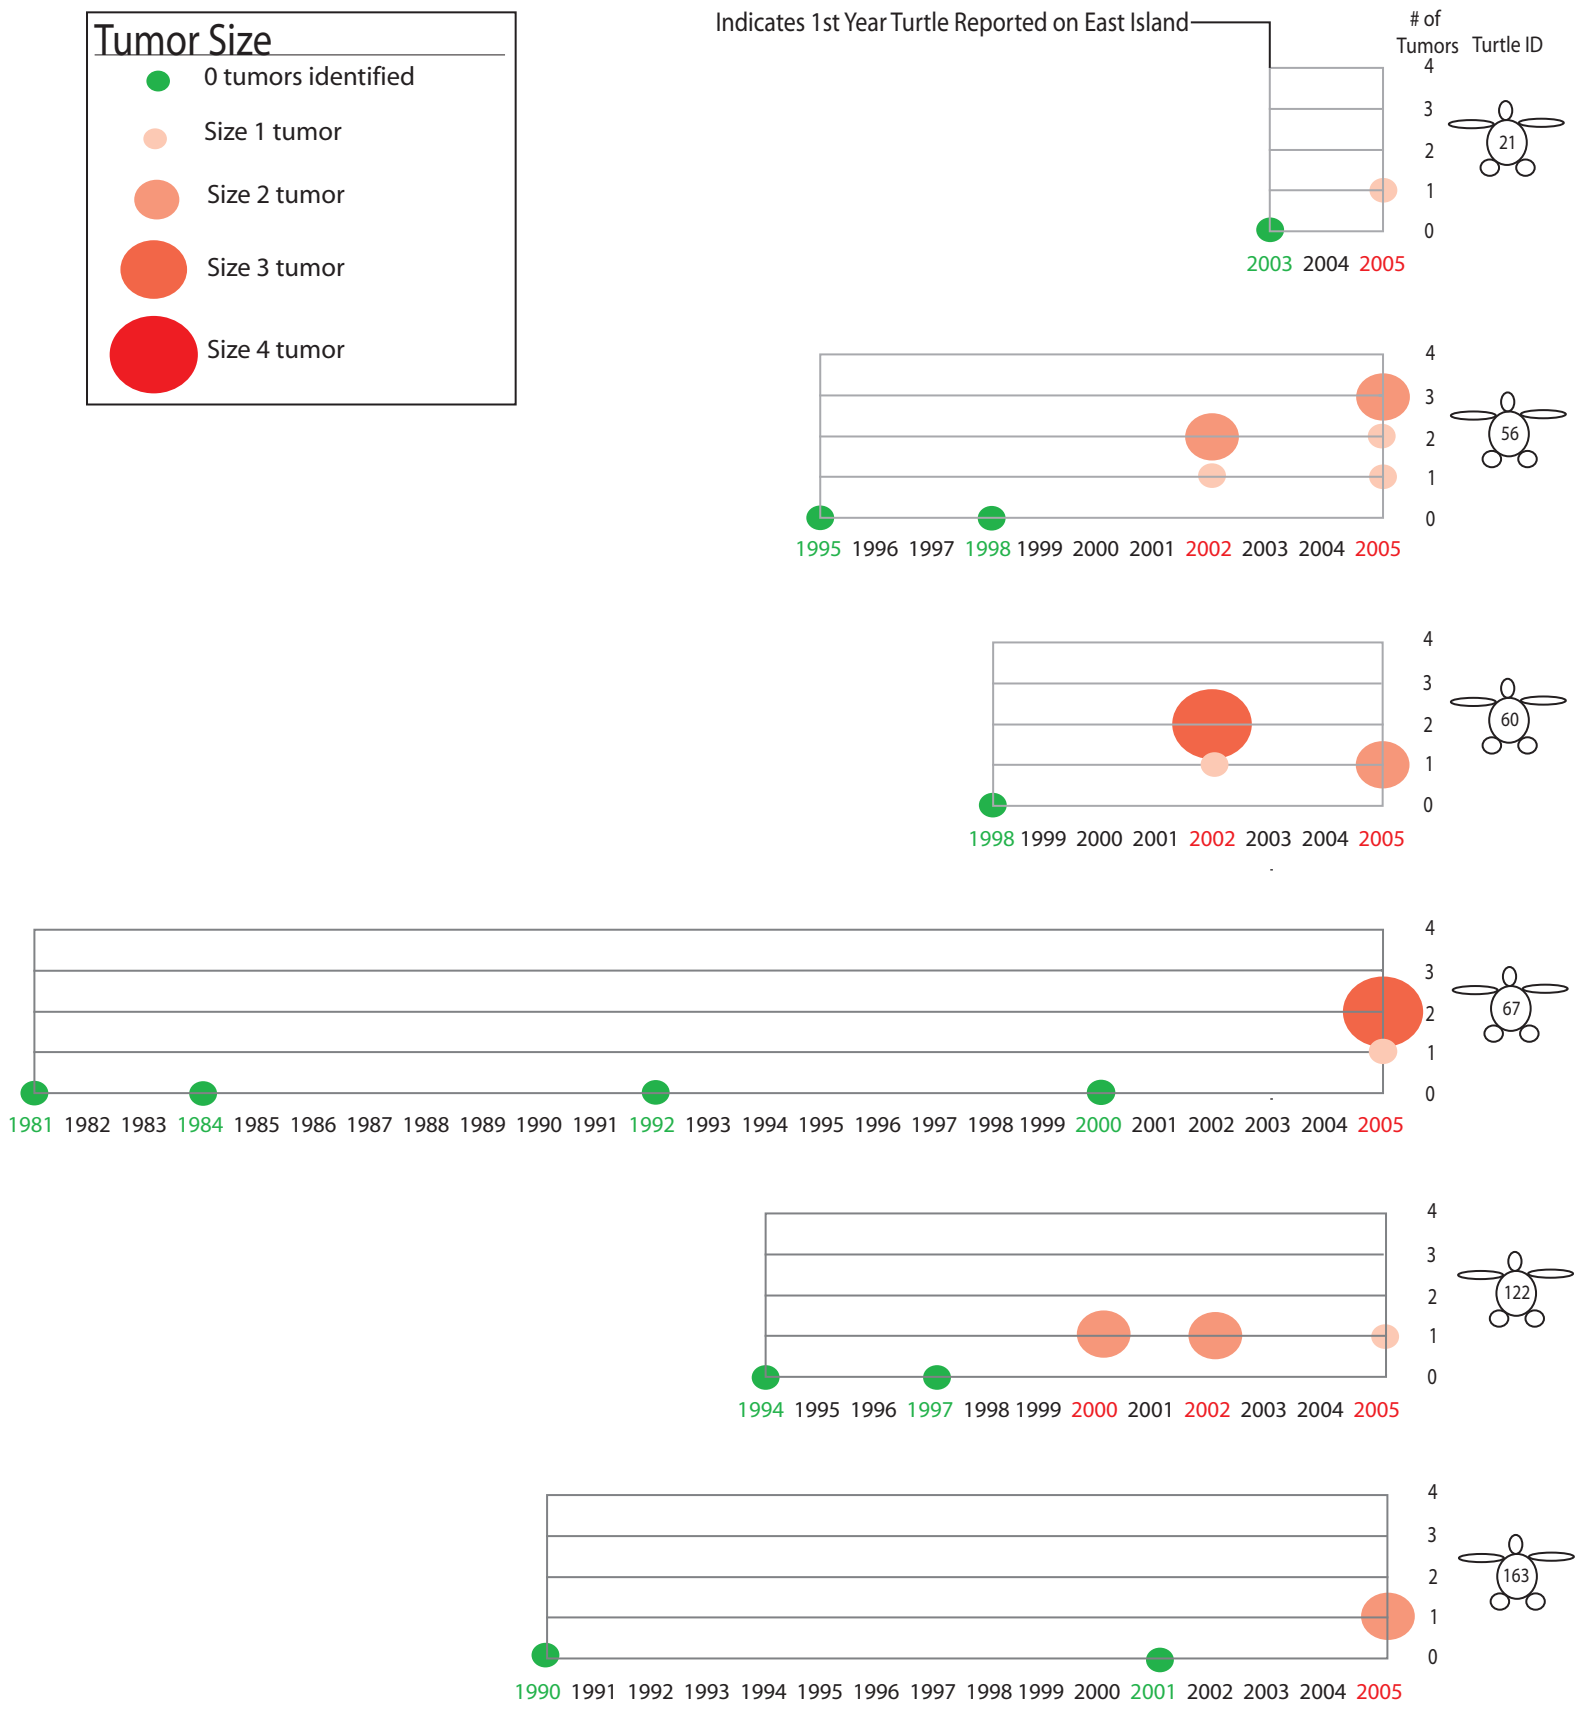 Tumor Size
0 tumors identified
Size 1 tumor
Size 2 tumor
Size 3 tumor
Size 4 tumor
Indicates 1st Year Turtle Reported on East Island
# of
Tumors Turtle ID
4
3
2
1
0
21
2003 2004 2005
4
3
2
1
0
56
1995 1996 1997 1998 1999 2000 2001 2002 2003 2004 2005
4
3
2
1
0
60
1998 1999 2000 2001 2002 2003 2004 2005
4
3
2
1
0
67
1981 1982 1983 1984 1985 1986 1987 1988 1989 1990 1991 1992 1993 1994 1995 1996 1997 1998 1999 2000 2001 2002 2003 2004 2005
4
3
2
1
0
122
1994 1995 1996 1997 1998 1999 2000 2001 2002 2003 2004 2005
4
3
2
1
0
163
1990 1991 1992 1993 1994 1995 1996 1997 1998 1999 2000 2001 2002 2003 2004 2005